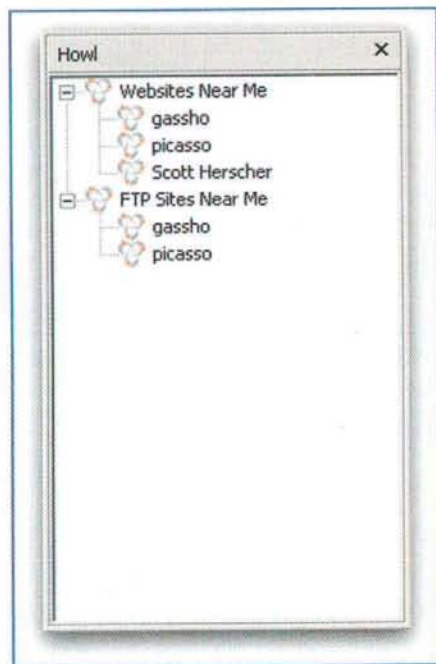 Howl
Websites Near Me
gassho
picasso
Scott Herscher
FTP Sites Near Me
gassho
picasso